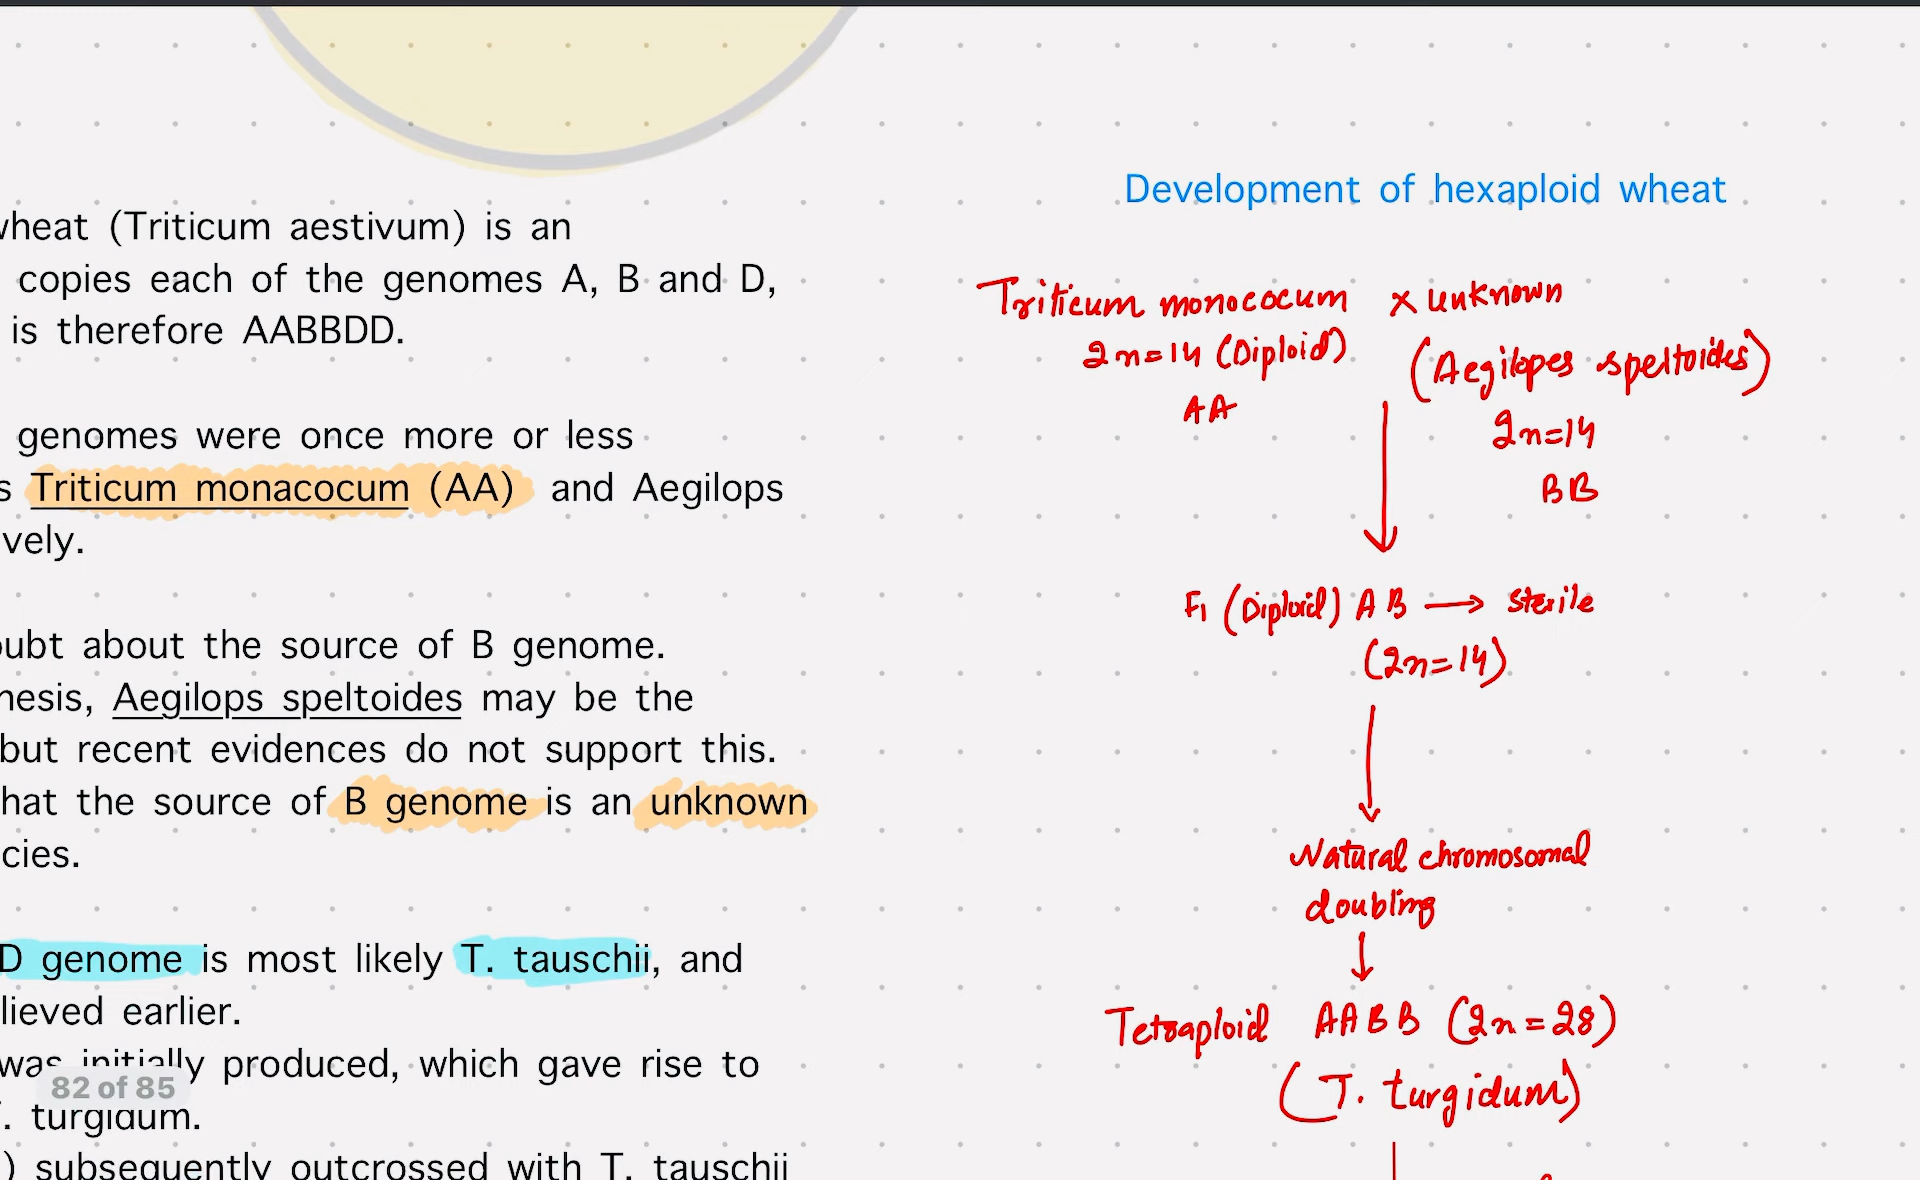 wheat (Triticum aestivum) is an
copies each of the genomes A, B and D,
is therefore AABBDD.
genomes were once more or less
s Triticum monacocum (AA) and Aegilops
vely.
oubt about the source of B genome.
hesis, Aegilops speltoides may be the
but recent evidences do not support this.
hat the source of B genome is an unknown
cies.
D genome is most likely T. tauschii, and
lieved earlier.
was initially produced, which gave rise to
82 of 85
. turgidum.
) subsequently outcrossed with T. tauschii
Development of hexaploid wheat
Triticum monococum x unknown
2n=14 (Diploid) (Aegilopes speltoides)
AA 2n=14
BB
F1 (Diploid) AB → sterile
(2n=14)
Natural chromosomal
doubling
Tetraploid AABB (2n=28)
(T. turgidum)